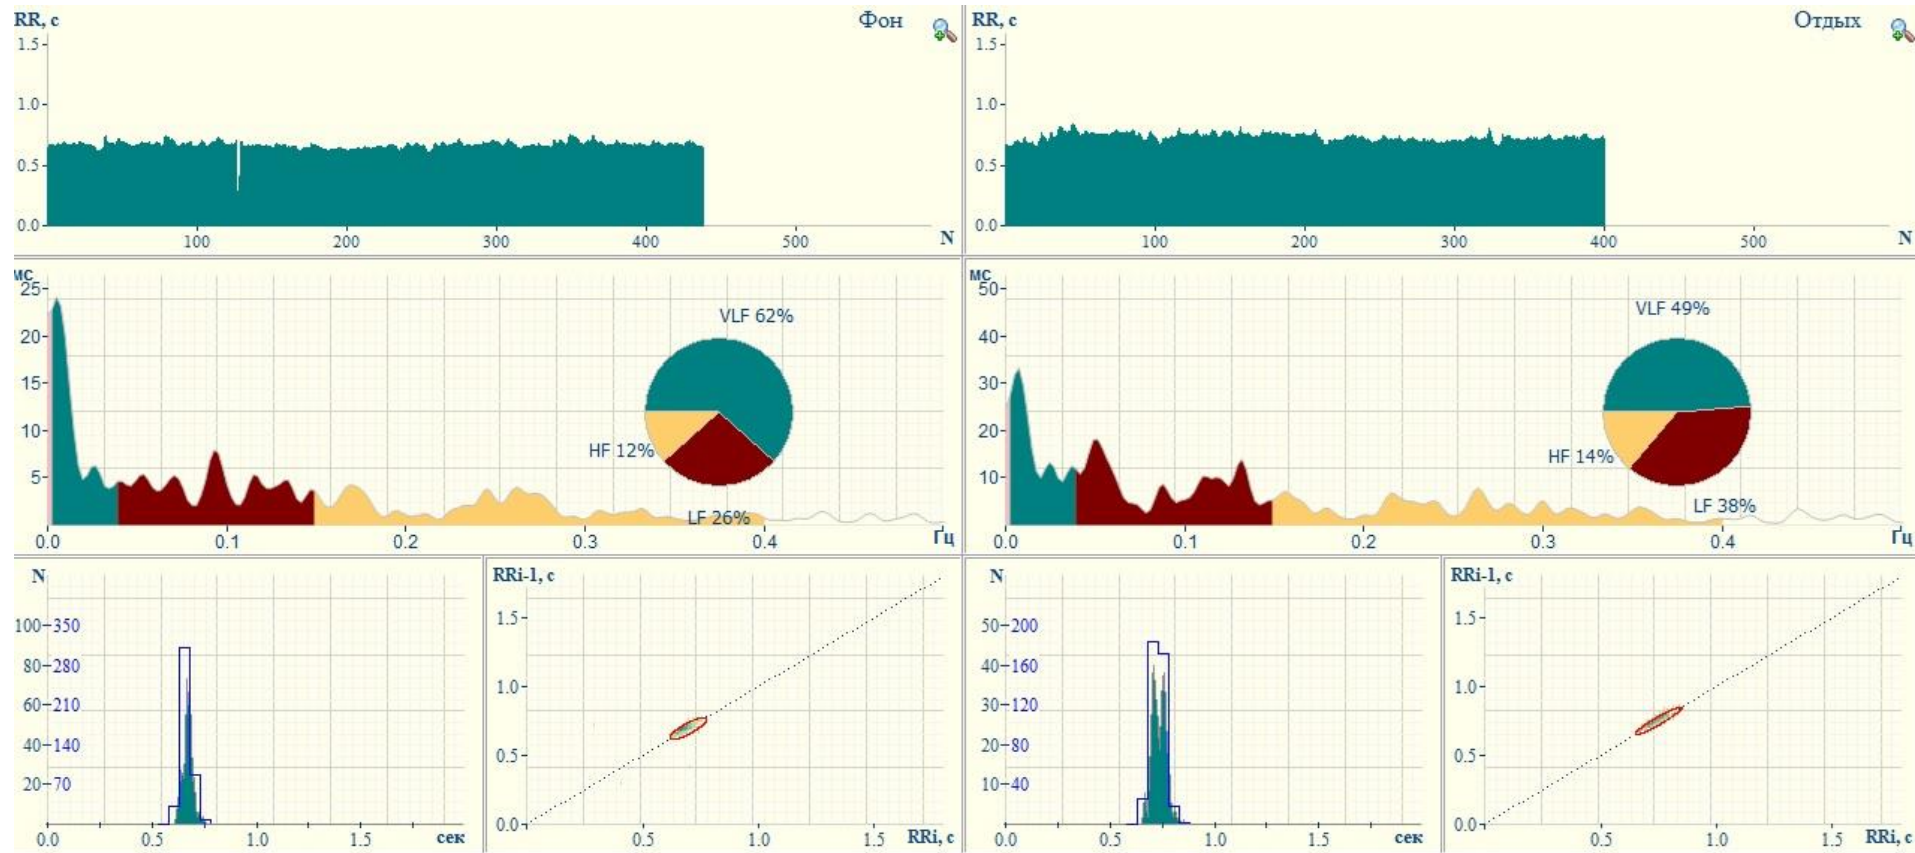 RR, с
Фон
1.5
1.0
0.5
0.0
100 200 300 400 500 N
RR, с
Отдых
1.5
1.0
0.5
0.0
100 200 300 400 500 N
мс
25
20
15
10
5
VLF 62%
HF 12%
LF 26%
0.0 0.1 0.2 0.3 0.4 Гц
мс
50
40
30
20
10
VLF 49%
HF 14%
LF 38%
0.0 0.1 0.2 0.3 0.4 Гц
N
100 350
80 280
60 210
40 140
20 70
0.0 0.5 1.0 1.5 сек
RRi-1, с
1.5
1.0
0.5
0.0
0.5 1.0 1.5 RRi, с
N
50 200
40 160
30 120
20 80
10 40
0.0 0.5 1.0 1.5 сек
RRi-1, с
1.5
1.0
0.5
0.0
0.5 1.0 1.5 RRi, с